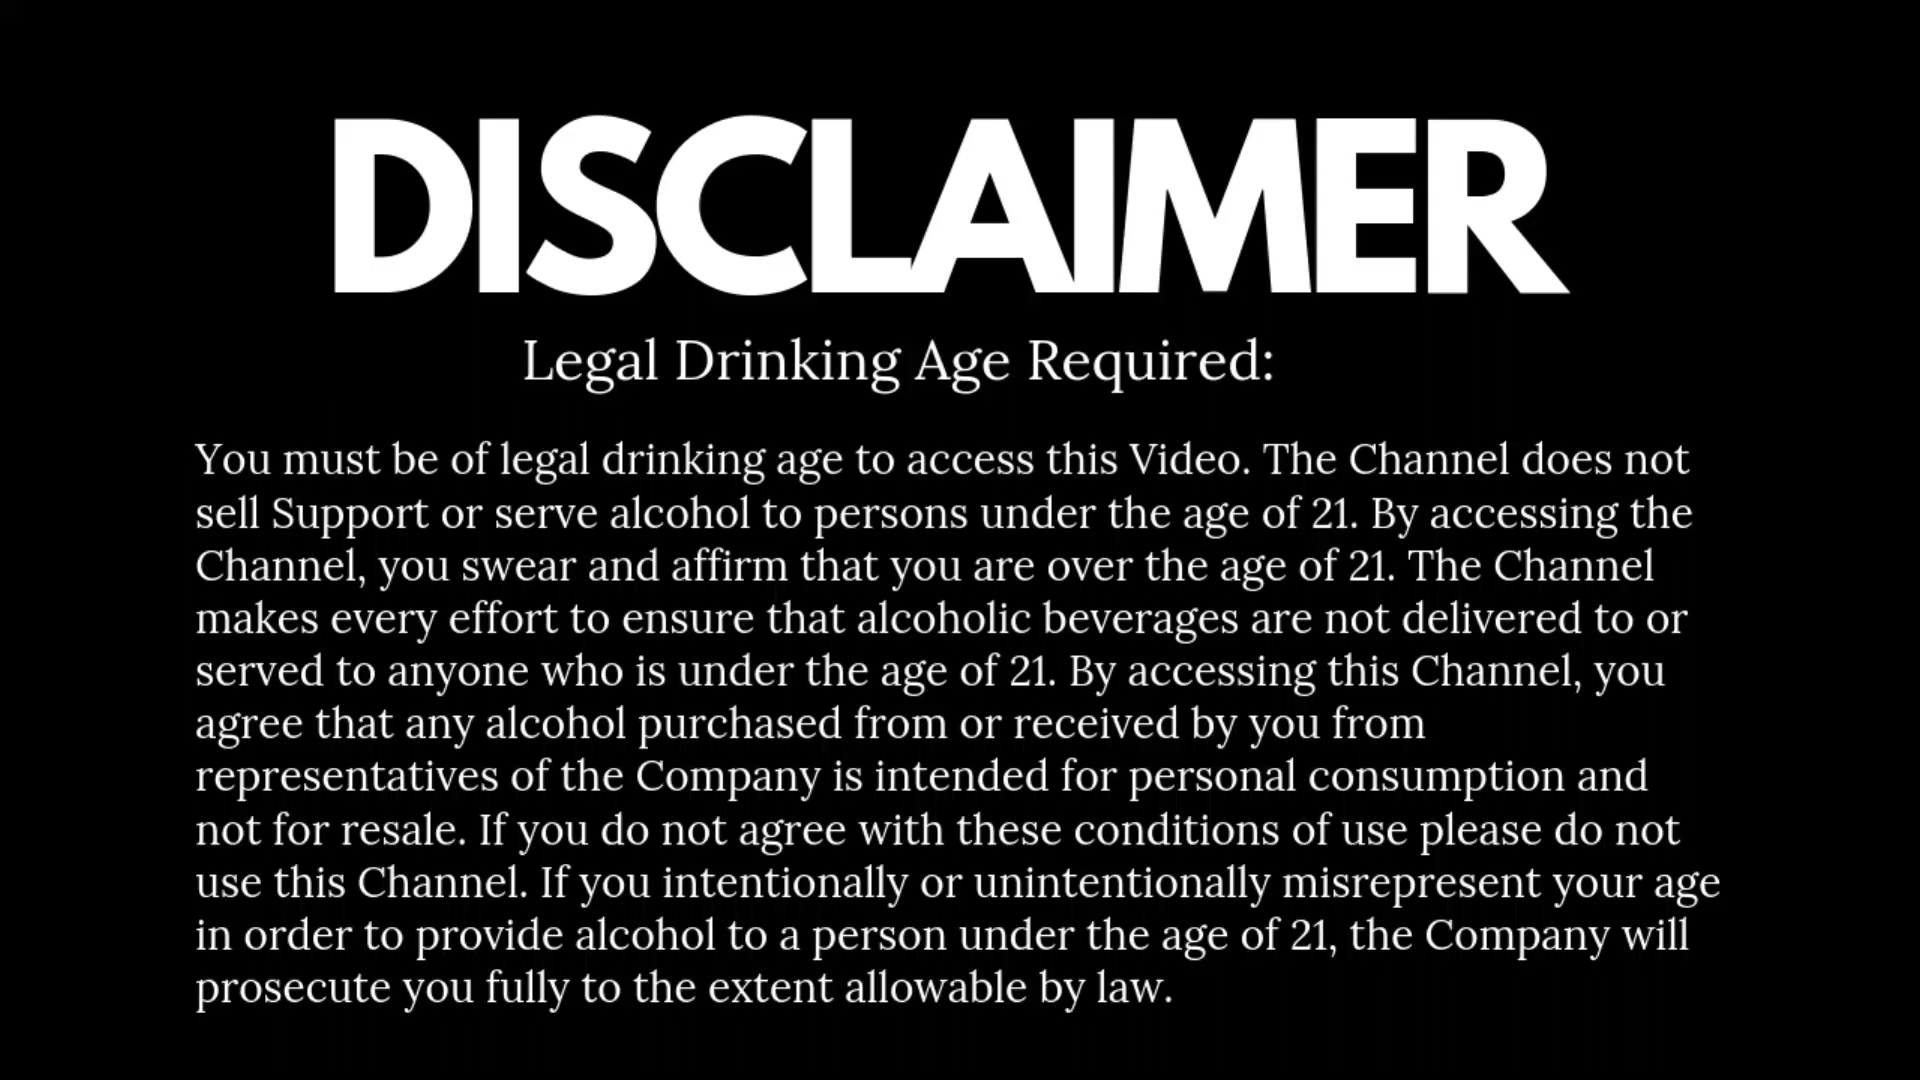 DISCLAIMER
Legal Drinking Age Required:
You must be of legal drinking age to access this Video. The Channel does not
sell Support or serve alcohol to persons under the age of 21. By accessing the
Channel, you swear and affirm that you are over the age of 21. The Channel
makes every effort to ensure that alcoholic beverages are not delivered to or
served to anyone who is under the age of 21. By accessing this Channel, you
agree that any alcohol purchased from or received by you from
representatives of the Company is intended for personal consumption and
not for resale. If you do not agree with these conditions of use please do not
use this Channel. If you intentionally or unintentionally misrepresent your age
in order to provide alcohol to a person under the age of 21, the Company will
prosecute you fully to the extent allowable by law.